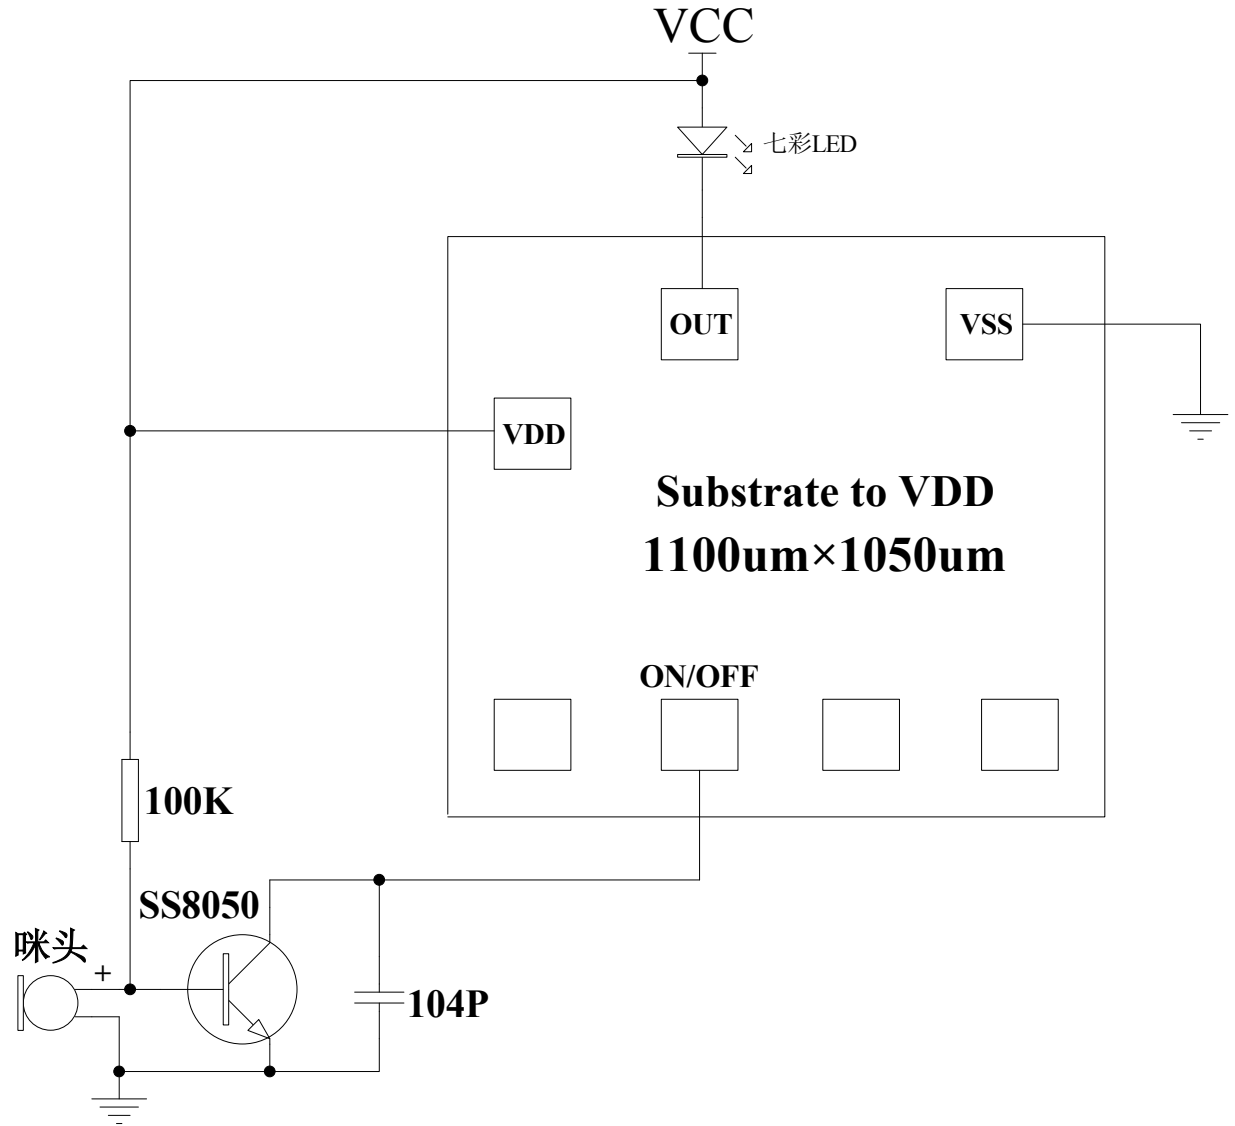 VCC
七彩LED
OUT
VSS
VDD
Substrate to VDD
1100um×1050um
ON/OFF
100K
SS8050
咪头
+
104P